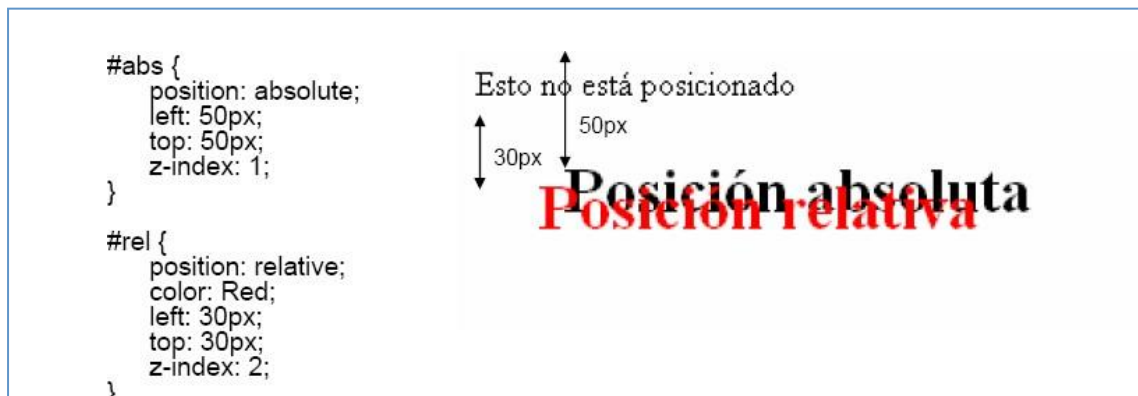 #abs {
position: absolute;
left: 50px;
top: 50px;
z-index: 1;
}
#rel {
position: relative;
color: Red;
left: 30px;
top: 30px;
z-index: 2;
}
Esto no está posicionado
50px
30px
Posición absoluta
Posición relativa